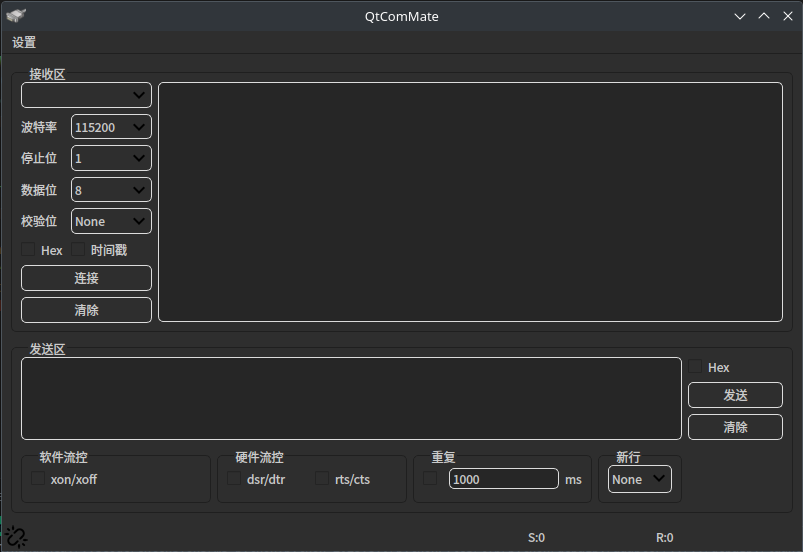 QtComMate
设置
接收区
波特率 115200
停止位 1
数据位 8
校验位 None
Hex 时间戳
连接
清除
发送区
Hex
发送
清除
软件流控 硬件流控 重复 新行
xon/xoff dsr/dtr rts/cts 1000 ms None
S:0 R:0